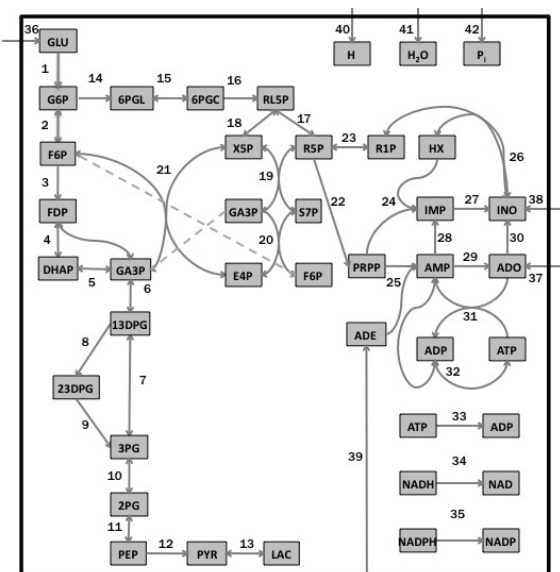 36
40
41
42
GLU
H
H₂O
Pᵢ
1
14
15
16
G6P
6PGL
6PGC
RL5P
2
18
17
F6P
21
X5P
R5P
23
R1P
HX
26
3
19
22
24
FDP
GA3P
S7P
IMP
27
INO
38
4
20
28
30
DHAP
5
GA3P
6
E4P
F6P
PRPP
25
AMP
29
ADO
37
13DPG
31
8
ADE
ADP
ATP
7
32
23DPG
9
ATP
33
ADP
3PG
39
34
10
NADH
NAD
2PG
35
11
NADPH
NADP
PEP
12
PYR
13
LAC